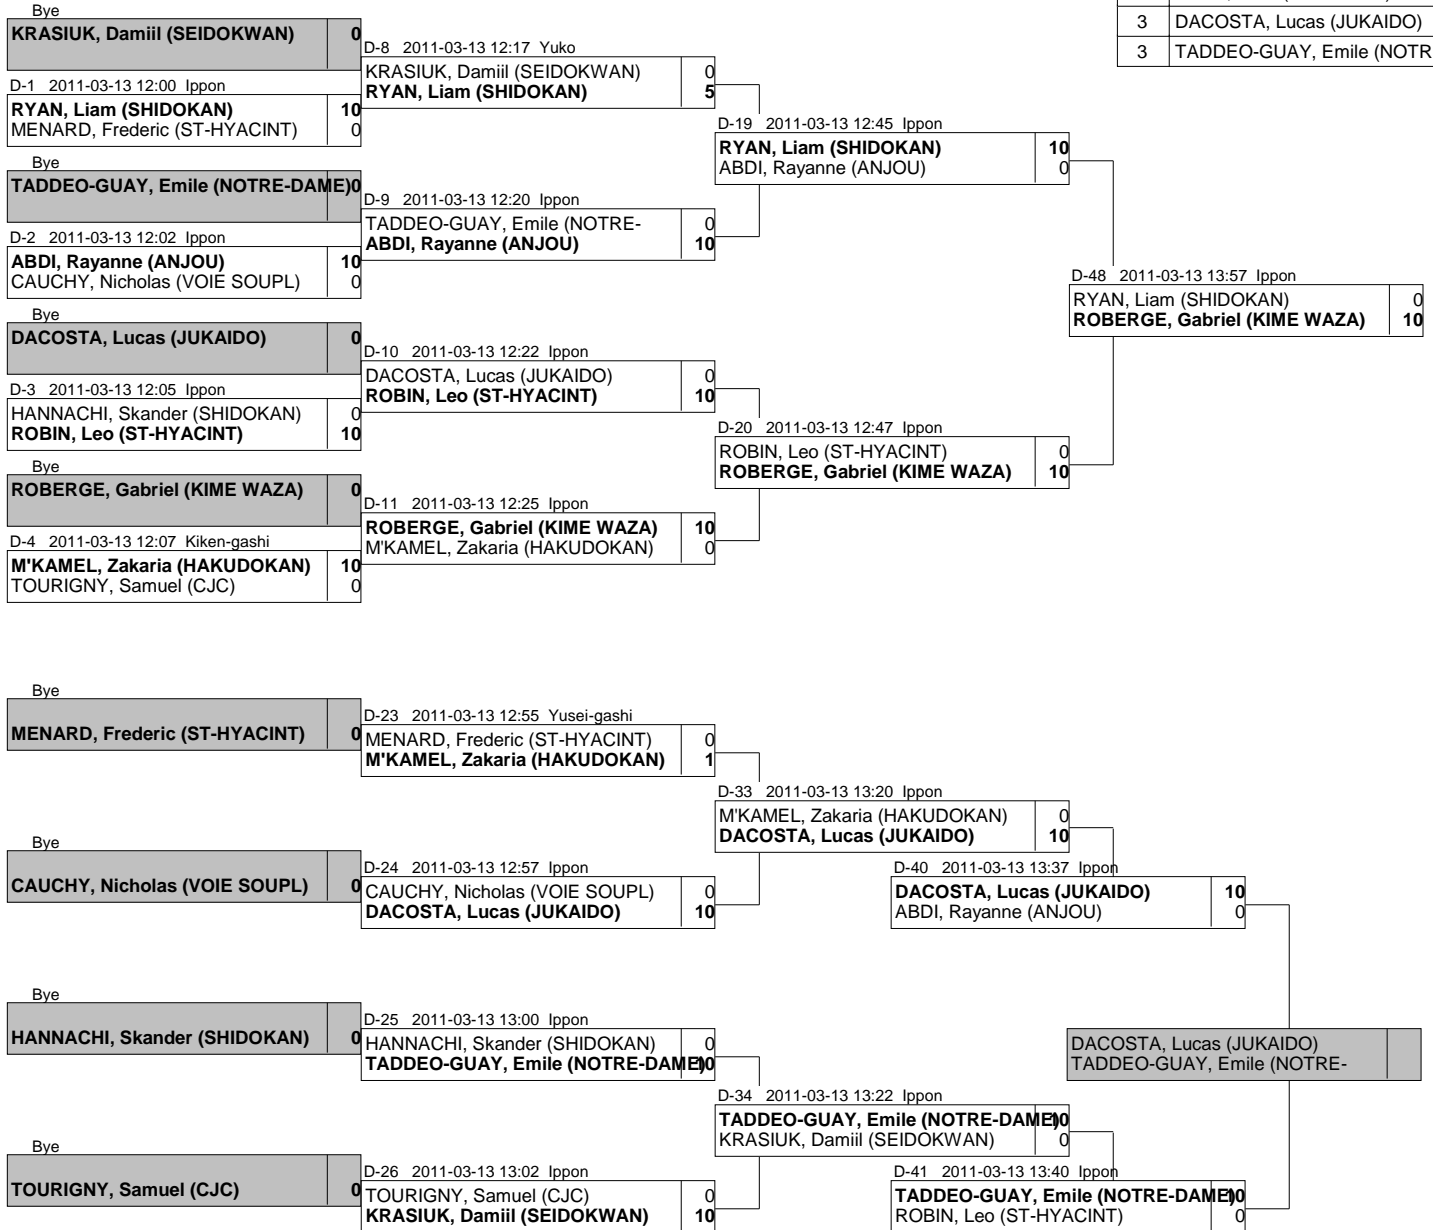 3 DACOSTA, Lucas (JUKAIDO)
3 TADDEO-GUAY, Emile (NOTR
Bye
KRASIUK, Damiil (SEIDOKWAN) 0
D-1 2011-03-13 12:00 Ippon
RYAN, Liam (SHIDOKAN) 10
MENARD, Frederic (ST-HYACINT) 0
Bye
TADDEO-GUAY, Emile (NOTRE-DAME)0
D-2 2011-03-13 12:02 Ippon
ABDI, Rayanne (ANJOU) 10
CAUCHY, Nicholas (VOIE SOUPL) 0
Bye
DACOSTA, Lucas (JUKAIDO) 0
D-3 2011-03-13 12:05 Ippon
HANNACHI, Skander (SHIDOKAN) 0
ROBIN, Leo (ST-HYACINT) 10
Bye
ROBERGE, Gabriel (KIME WAZA) 0
D-4 2011-03-13 12:07 Kiken-gashi
M'KAMEL, Zakaria (HAKUDOKAN) 10
TOURIGNY, Samuel (CJC) 0
D-8 2011-03-13 12:17 Yuko
KRASIUK, Damiil (SEIDOKWAN) 0
RYAN, Liam (SHIDOKAN) 5
D-9 2011-03-13 12:20 Ippon
TADDEO-GUAY, Emile (NOTRE- 0
ABDI, Rayanne (ANJOU) 10
D-10 2011-03-13 12:22 Ippon
DACOSTA, Lucas (JUKAIDO) 0
ROBIN, Leo (ST-HYACINT) 10
D-11 2011-03-13 12:25 Ippon
ROBERGE, Gabriel (KIME WAZA) 10
M'KAMEL, Zakaria (HAKUDOKAN) 0
D-19 2011-03-13 12:45 Ippon
RYAN, Liam (SHIDOKAN) 10
ABDI, Rayanne (ANJOU) 0
D-20 2011-03-13 12:47 Ippon
ROBIN, Leo (ST-HYACINT) 0
ROBERGE, Gabriel (KIME WAZA) 10
D-48 2011-03-13 13:57 Ippon
RYAN, Liam (SHIDOKAN) 0
ROBERGE, Gabriel (KIME WAZA) 10
Bye
MENARD, Frederic (ST-HYACINT) 0
Bye
CAUCHY, Nicholas (VOIE SOUPL) 0
Bye
HANNACHI, Skander (SHIDOKAN) 0
Bye
TOURIGNY, Samuel (CJC) 0
D-23 2011-03-13 12:55 Yusei-gashi
MENARD, Frederic (ST-HYACINT) 0
M'KAMEL, Zakaria (HAKUDOKAN) 1
D-24 2011-03-13 12:57 Ippon
CAUCHY, Nicholas (VOIE SOUPL) 0
DACOSTA, Lucas (JUKAIDO) 10
D-25 2011-03-13 13:00 Ippon
HANNACHI, Skander (SHIDOKAN) 0
TADDEO-GUAY, Emile (NOTRE-DAME)10
D-26 2011-03-13 13:02 Ippon
TOURIGNY, Samuel (CJC) 0
KRASIUK, Damiil (SEIDOKWAN) 10
D-33 2011-03-13 13:20 Ippon
M'KAMEL, Zakaria (HAKUDOKAN) 0
DACOSTA, Lucas (JUKAIDO) 10
D-34 2011-03-13 13:22 Ippon
TADDEO-GUAY, Emile (NOTRE-DAME)10
KRASIUK, Damiil (SEIDOKWAN) 0
D-40 2011-03-13 13:37 Ippon
DACOSTA, Lucas (JUKAIDO) 10
ABDI, Rayanne (ANJOU) 0
D-41 2011-03-13 13:40 Ippon
TADDEO-GUAY, Emile (NOTRE-DAME)10
ROBIN, Leo (ST-HYACINT) 0
DACOSTA, Lucas (JUKAIDO)
TADDEO-GUAY, Emile (NOTRE-